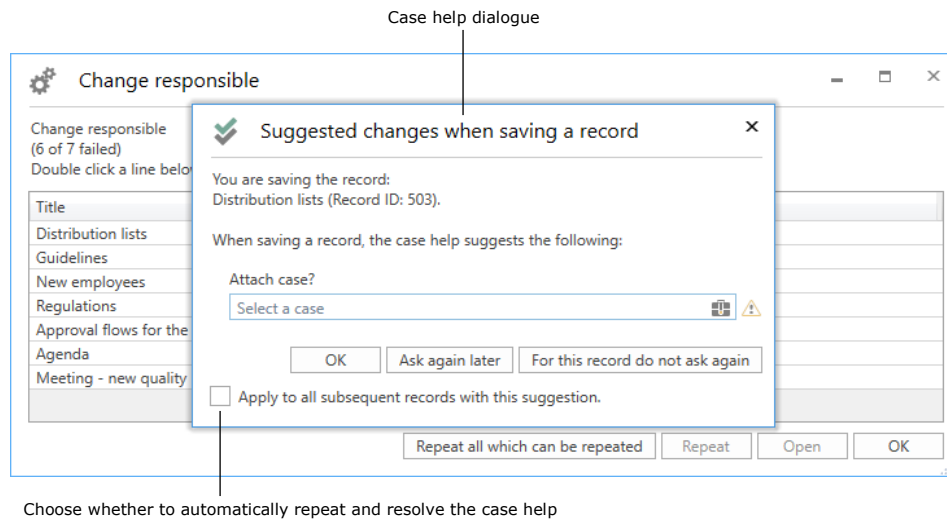 Case help dialogue
Change responsible
Change responsible
(6 of 7 failed)
Double click a line belo
Title
Distribution lists
Guidelines
New employees
Regulations
Approval flows for the
Agenda
Meeting - new quality
Suggested changes when saving a record
You are saving the record:
Distribution lists (Record ID: 503).
When saving a record, the case help suggests the following:
Attach case?
Select a case
OK
Ask again later
For this record do not ask again
Apply to all subsequent records with this suggestion.
Repeat all which can be repeated
Repeat
Open
OK
Choose whether to automatically repeat and resolve the case help